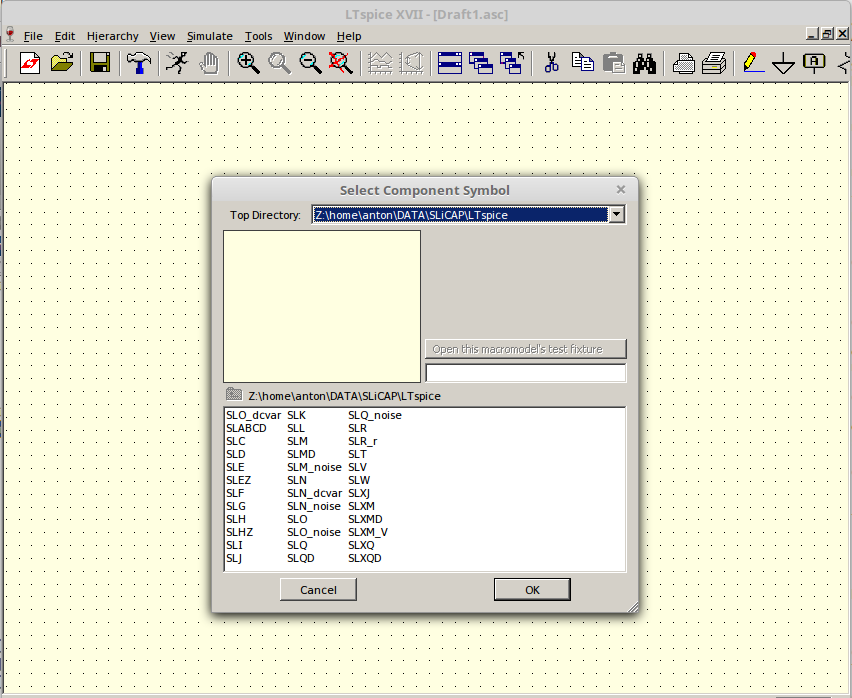 LTspice XVII - [Draft1.asc]
File Edit Hierarchy View Simulate Tools Window Help
A
Select Component Symbol
Top Directory: Z:\home\anton\DATA\SLiCAP\LTspice
Open this macromodel's test fixture
Z:\home\anton\DATA\SLiCAP\LTspice
SLO_dcvar SLK SLQ_noise
SLABCD SLL SLR
SLC SLM SLR_r
SLD SLMD SLT
SLE SLM_noise SLV
SLEZ SLN SLW
SLF SLN_dcvar SLXJ
SLG SLN_noise SLXM
SLH SLO SLXMD
SLHZ SLO_noise SLXM_V
SLI SLQ SLXQ
SLJ SLQD SLXQD
Cancel OK